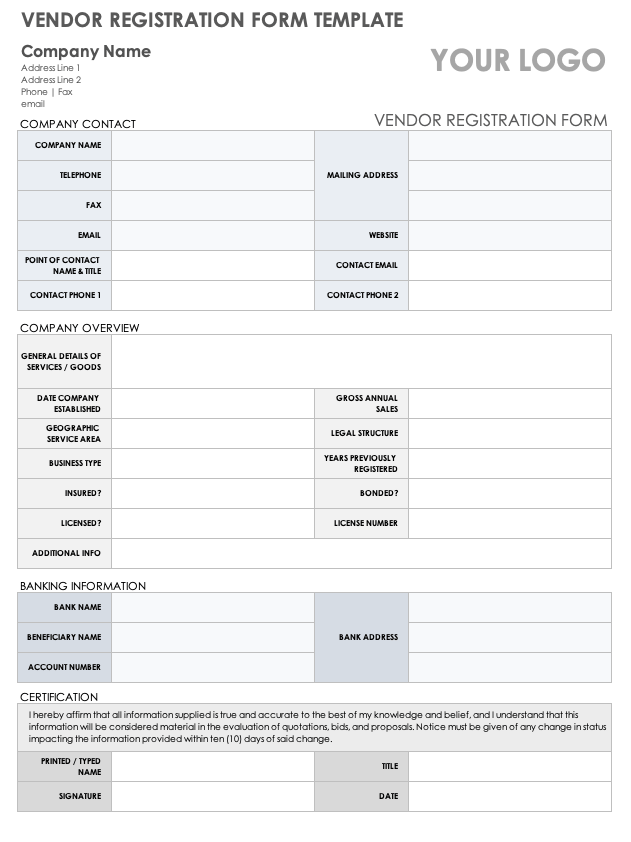 VENDOR REGISTRATION FORM TEMPLATE
Company Name
Address Line 1
Address Line 2
Phone | Fax
email
YOUR LOGO
VENDOR REGISTRATION FORM
COMPANY CONTACT
COMPANY NAME
MAILING ADDRESS
TELEPHONE
FAX
EMAIL
WEBSITE
POINT OF CONTACT
NAME & TITLE
CONTACT EMAIL
CONTACT PHONE 1
CONTACT PHONE 2
COMPANY OVERVIEW
GENERAL DETAILS OF
SERVICES / GOODS
DATE COMPANY
ESTABLISHED
GROSS ANNUAL
SALES
GEOGRAPHIC
SERVICE AREA
LEGAL STRUCTURE
BUSINESS TYPE
YEARS PREVIOUSLY
REGISTERED
INSURED?
BONDED?
LICENSED?
LICENSE NUMBER
ADDITIONAL INFO
BANKING INFORMATION
BANK NAME
BANK ADDRESS
BENEFICIARY NAME
ACCOUNT NUMBER
CERTIFICATION
I hereby affirm that all information supplied is true and accurate to the best of my knowledge and belief, and I understand that this
information will be considered material in the evaluation of quotations, bids, and proposals. Notice must be given of any change in status
impacting the information provided within ten (10) days of said change.
PRINTED / TYPED
NAME
TITLE
SIGNATURE
DATE